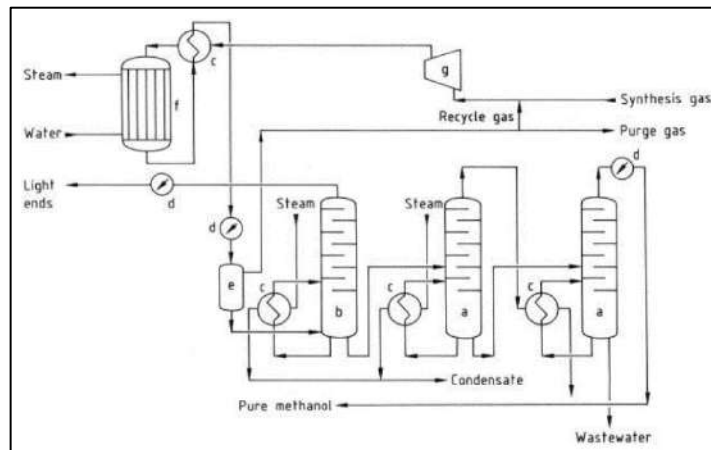 c
g
Steam
f
Synthesis gas
Recycle gas
Water
Purge gas
d
Light
ends
d
Steam
Steam
d
e
c
b
c
a
c
a
Condensate
Pure methanol
Wastewater